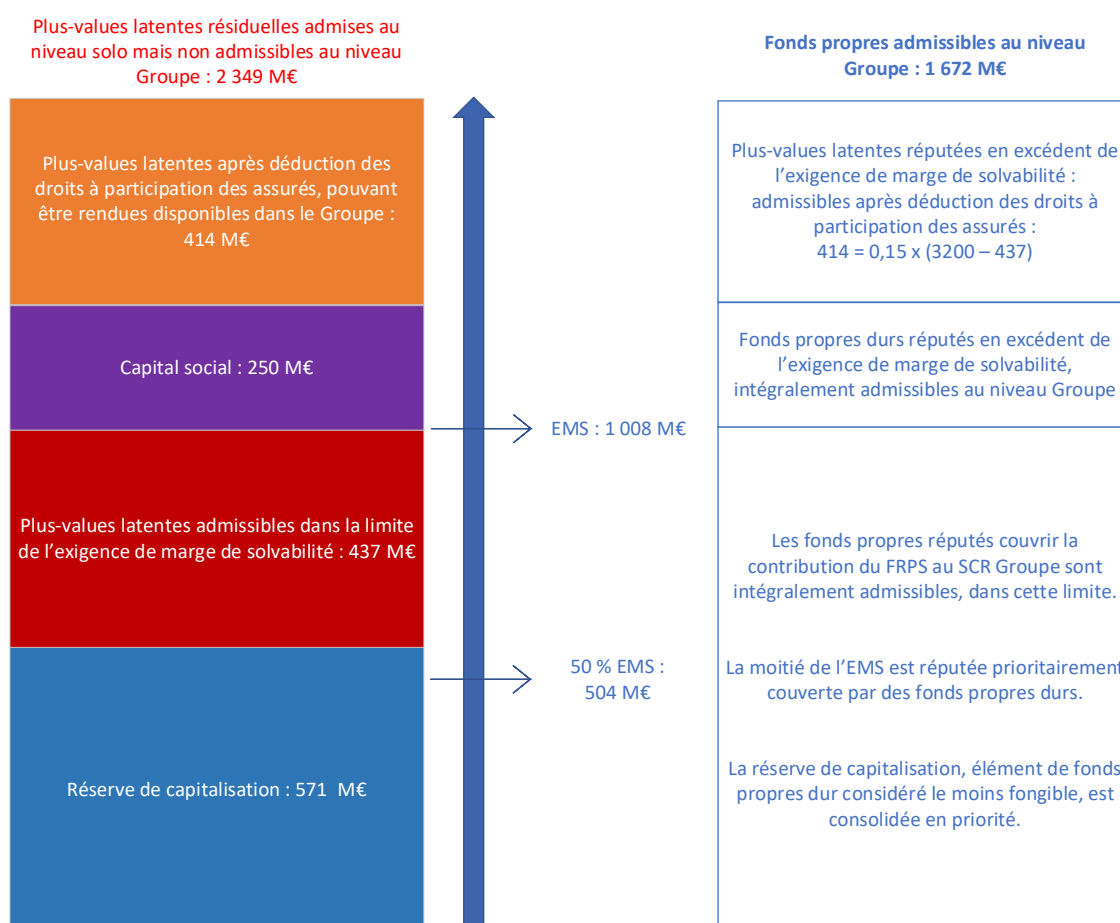 Plus-values latentes résiduelles admises au
niveau solo mais non admissibles au niveau
Groupe : 2 349 M€
Plus-values latentes après déduction des
droits à participation des assurés, pouvant
être rendues disponibles dans le Groupe :
414 M€
Capital social : 250 M€
Plus-values latentes admissibles dans la limite
de l’exigence de marge de solvabilité : 437 M€
Réserve de capitalisation : 571 M€
EMS : 1 008 M€
50 % EMS :
504 M€
Fonds propres admissibles au niveau
Groupe : 1 672 M€
Plus-values latentes réputées en excédent de
l’exigence de marge de solvabilité :
admissibles après déduction des droits à
participation des assurés :
414 = 0,15 x (3200 – 437)
Fonds propres durs réputés en excédent de
l’exigence de marge de solvabilité,
intégralement admissibles au niveau Groupe
Les fonds propres réputés couvrir la
contribution du FRPS au SCR Groupe sont
intégralement admissibles, dans cette limite.
La moitié de l’EMS est réputée prioritairement
couverte par des fonds propres durs.
La réserve de capitalisation, élément de fonds
propres dur considéré le moins fongible, est
consolidée en priorité.